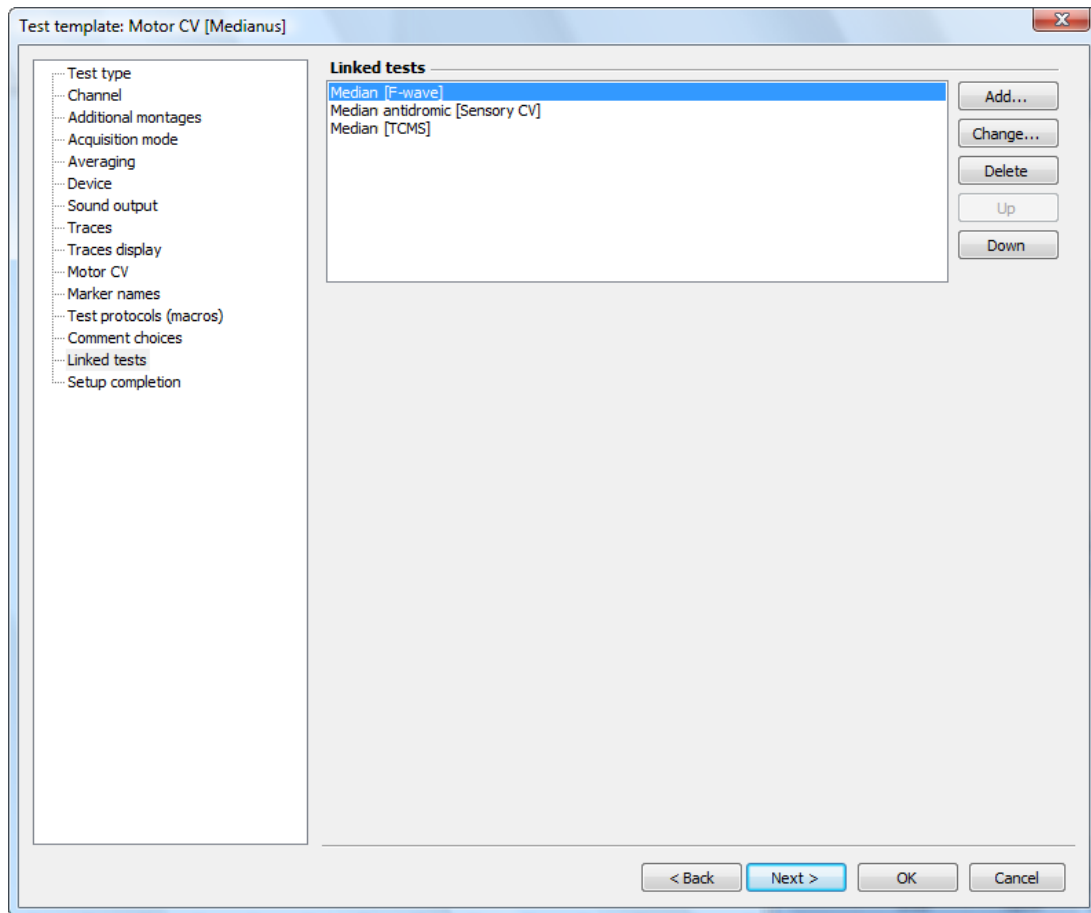 Test template: Motor CV [Medianus]
Test type
Channel
Additional montages
Acquisition mode
Averaging
Device
Sound output
Traces
Traces display
Motor CV
Marker names
Test protocols (macros)
Comment choices
Linked tests
Setup completion
Linked tests
Median [F-wave]
Median antidromic [Sensory CV]
Median [TCMS]
Add...
Change...
Delete
Up
Down
< Back
Next >
OK
Cancel